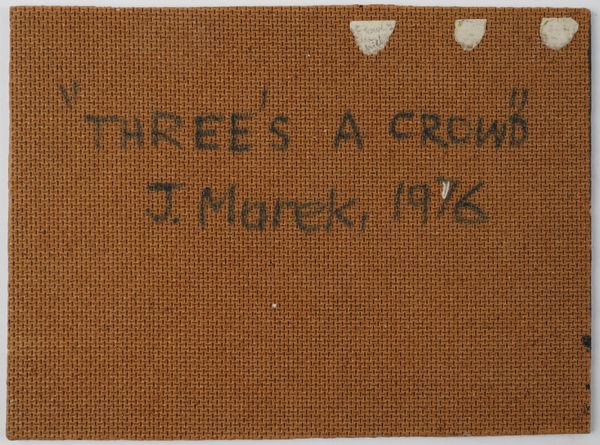 "THREE'S A CROWD"
J. Marek, 1976